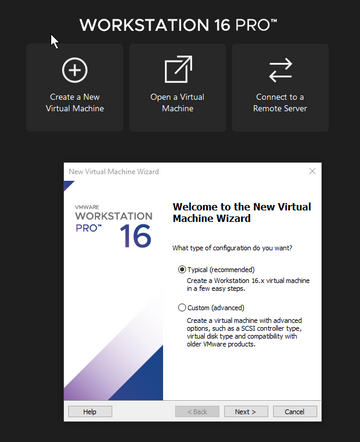 WORKSTATION 16 PRO™
Create a New
Virtual Machine
Open a Virtual
Machine
Connect to a
Remote Server
New Virtual Machine Wizard
VMWARE
WORKSTATION
PRO™ 16
Welcome to the New Virtual
Machine Wizard
What type of configuration do you want?
Typical (recommended)
Create a Workstation 16.x virtual machine
in a few easy steps.
Custom (advanced)
Create a virtual machine with advanced
options, such as a SCSI controller type,
virtual disk type and compatibility with
older VMware products.
Help
< Back
Next >
Cancel